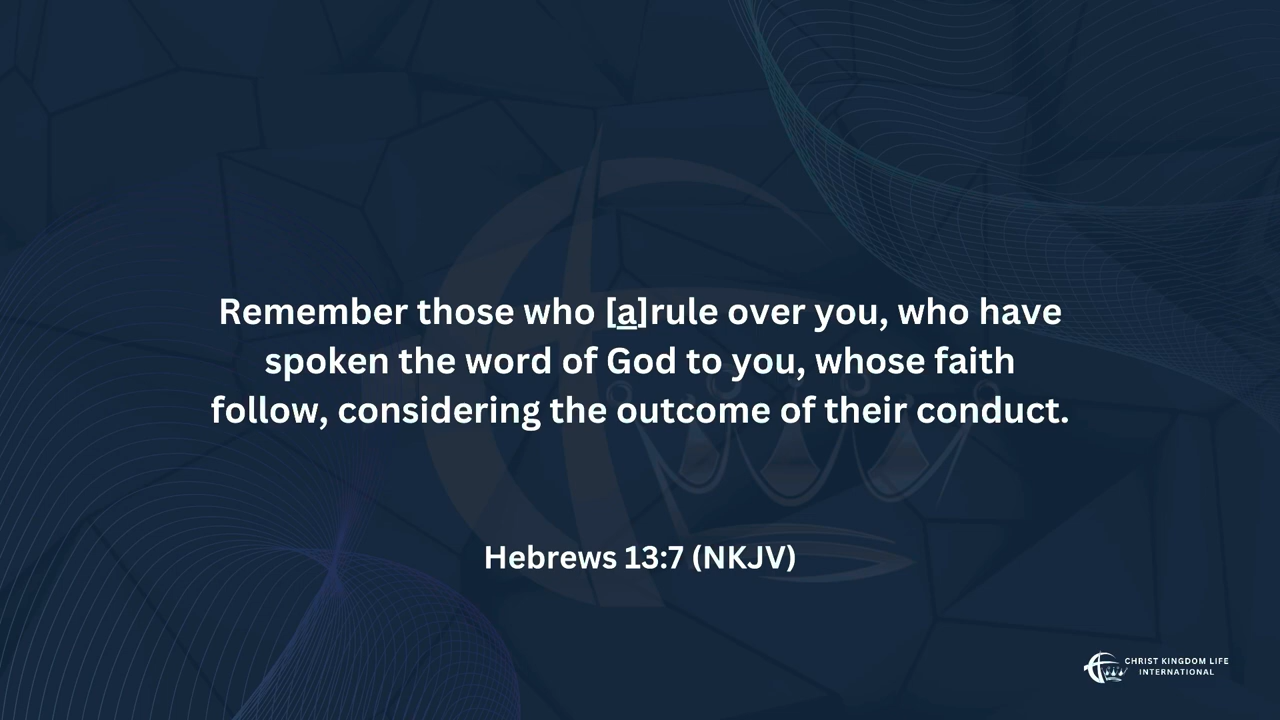 Remember those who [a]rule over you, who have
spoken the word of God to you, whose faith
follow, considering the outcome of their conduct.
Hebrews 13:7 (NKJV)
CHRIST KINGDOM LIFE
INTERNATIONAL